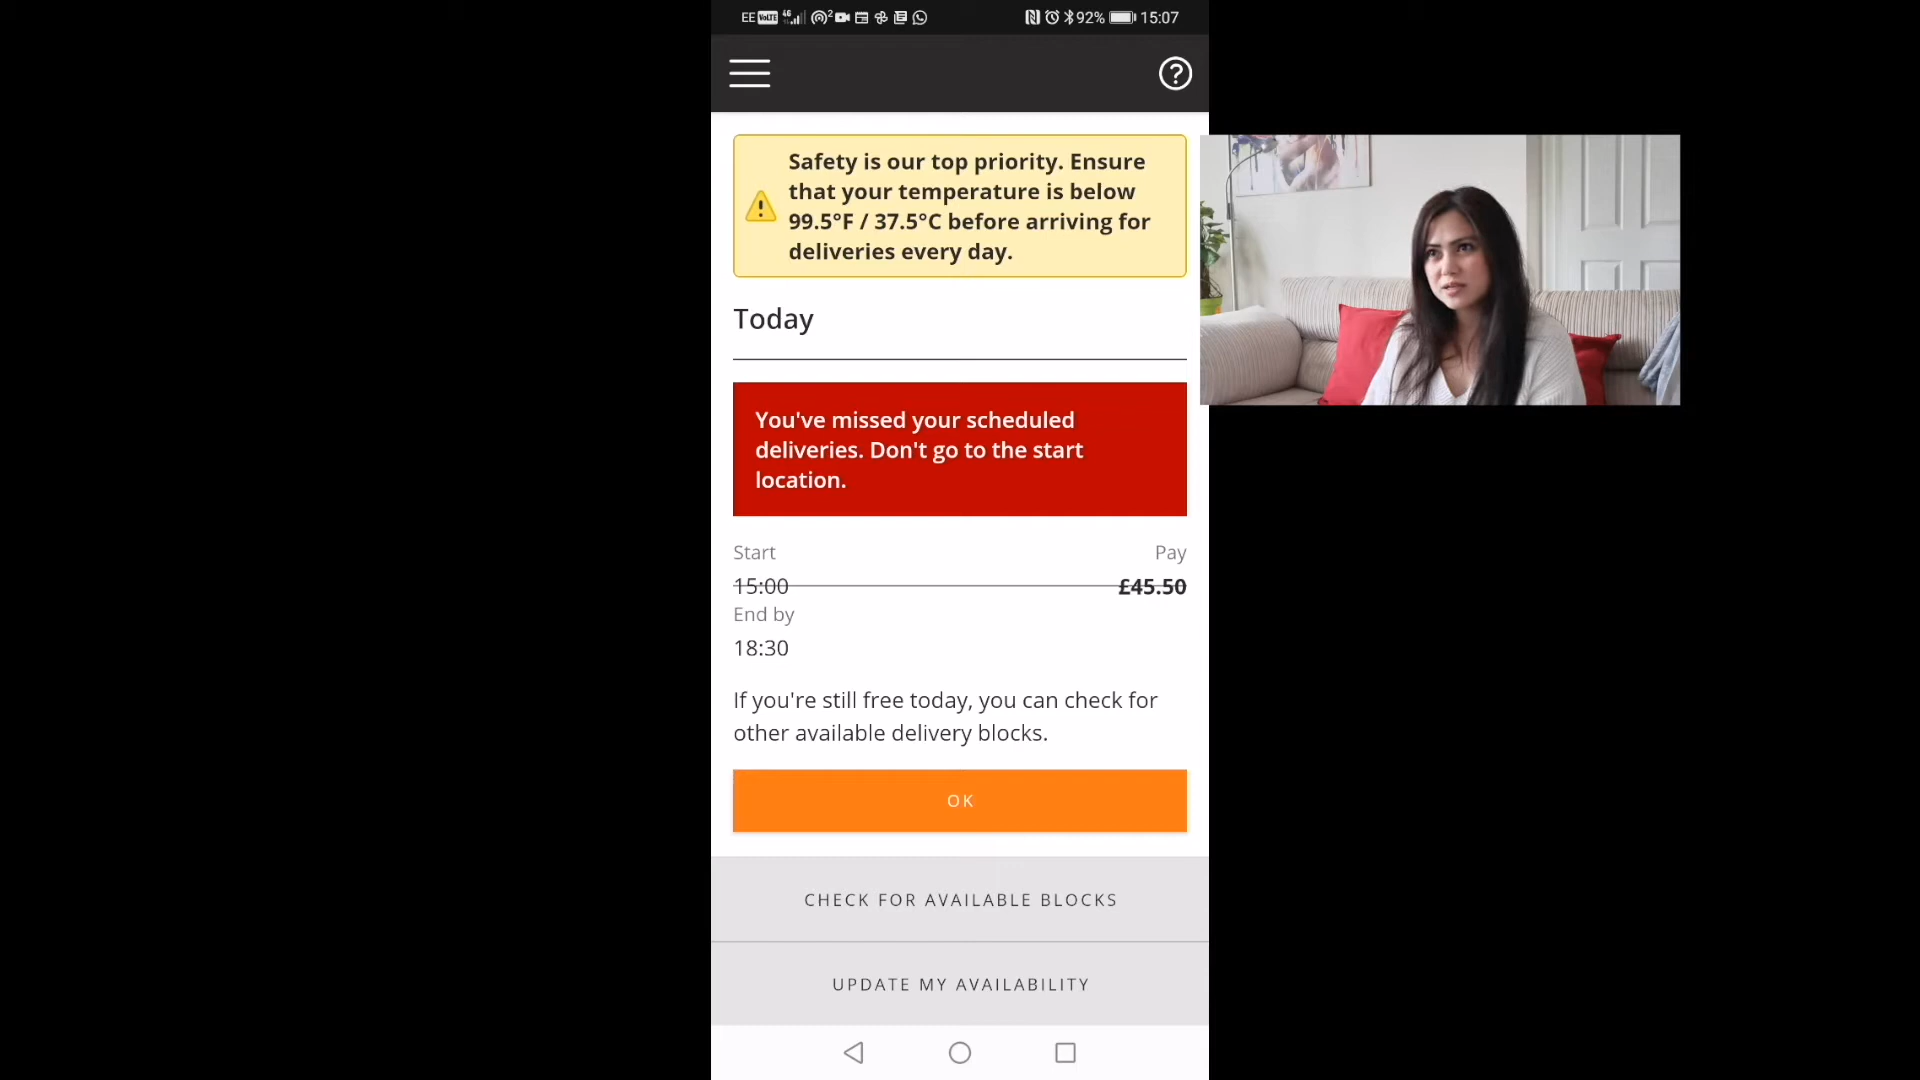 EE VoLTE 4G 2 92% 15:07
Safety is our top priority. Ensure
that your temperature is below
99.5°F / 37.5°C before arriving for
deliveries every day.
Today
You've missed your scheduled
deliveries. Don't go to the start
location.
Start Pay
15:00 £45.50
End by
18:30
If you're still free today, you can check for
other available delivery blocks.
OK
CHECK FOR AVAILABLE BLOCKS
UPDATE MY AVAILABILITY